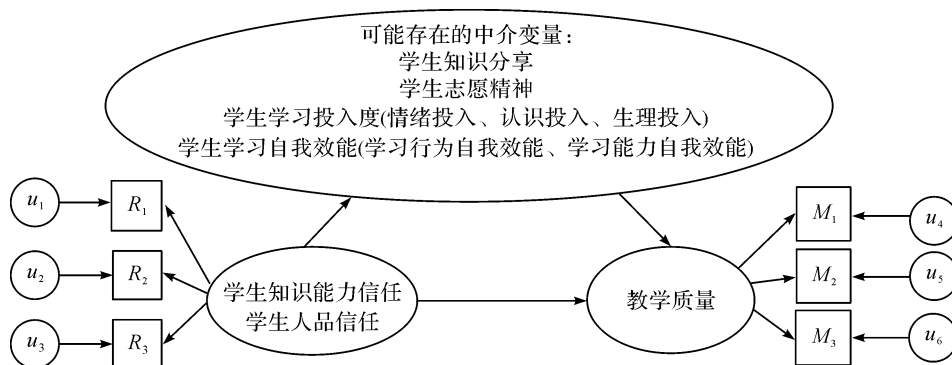 可能存在的中介变量：
学生知识分享
学生志愿精神
学生学习投入度(情绪投入、认识投入、生理投入)
学生学习自我效能(学习行为自我效能、学习能力自我效能)
u₁
R₁
M₁
u₄
u₂
R₂
学生知识能力信任
学生人品信任
教学质量
M₂
u₅
u₃
R₃
M₃
u₆